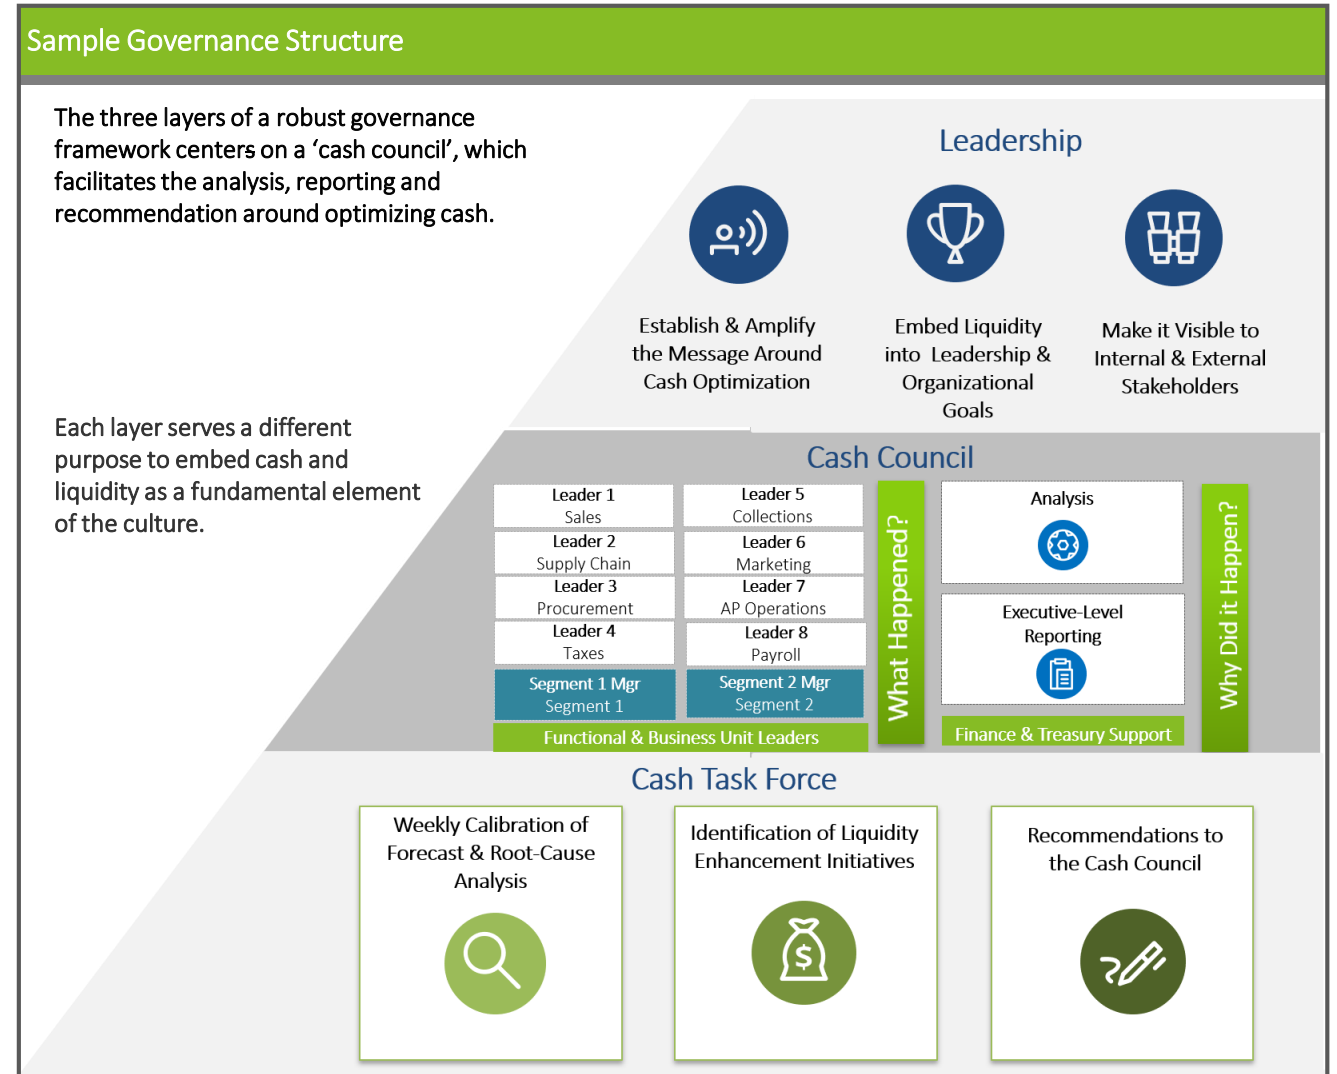 Sample Governance Structure
The three layers of a robust governance
framework centers on a ‘cash council’, which
facilitates the analysis, reporting and
recommendation around optimizing cash.
Each layer serves a different
purpose to embed cash and
liquidity as a fundamental element
of the culture.
Leadership
Establish & Amplify
the Message Around
Cash Optimization
Embed Liquidity
into Leadership &
Organizational
Goals
Make it Visible to
Internal & External
Stakeholders
Cash Council
Leader 1
Sales
Leader 2
Supply Chain
Leader 3
Procurement
Leader 4
Taxes
Segment 1 Mgr
Segment 1
Leader 5
Collections
Leader 6
Marketing
Leader 7
AP Operations
Leader 8
Payroll
Segment 2 Mgr
Segment 2
Functional & Business Unit Leaders
What Happened?
Analysis
Executive-Level
Reporting
Finance & Treasury Support
Why Did it Happen?
Cash Task Force
Weekly Calibration of
Forecast & Root-Cause
Analysis
Identification of Liquidity
Enhancement Initiatives
$
Recommendations to
the Cash Council